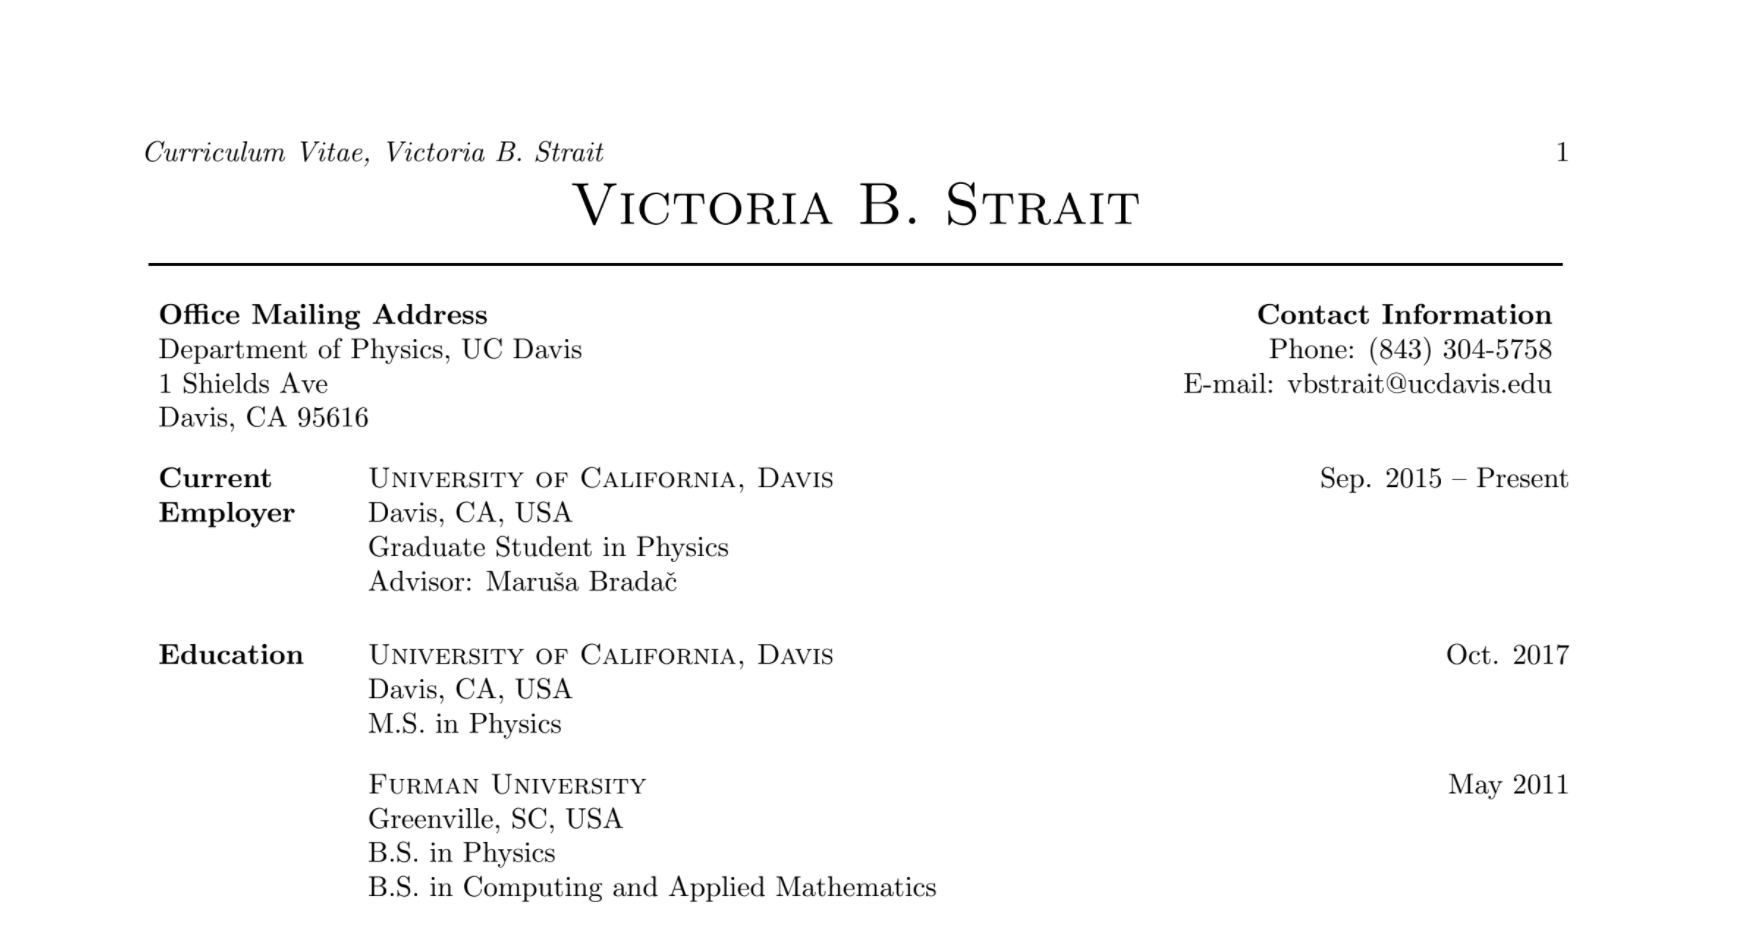 Curriculum Vitae, Victoria B. Strait 1
Victoria B. Strait
Office Mailing Address Contact Information
Department of Physics, UC Davis Phone: (843) 304-5758
1 Shields Ave E-mail: vbstrait@ucdavis.edu
Davis, CA 95616
Current University of California, Davis Sep. 2015 – Present
Employer Davis, CA, USA
Graduate Student in Physics
Advisor: Maruša Bradač
Education University of California, Davis Oct. 2017
Davis, CA, USA
M.S. in Physics
Furman University May 2011
Greenville, SC, USA
B.S. in Physics
B.S. in Computing and Applied Mathematics